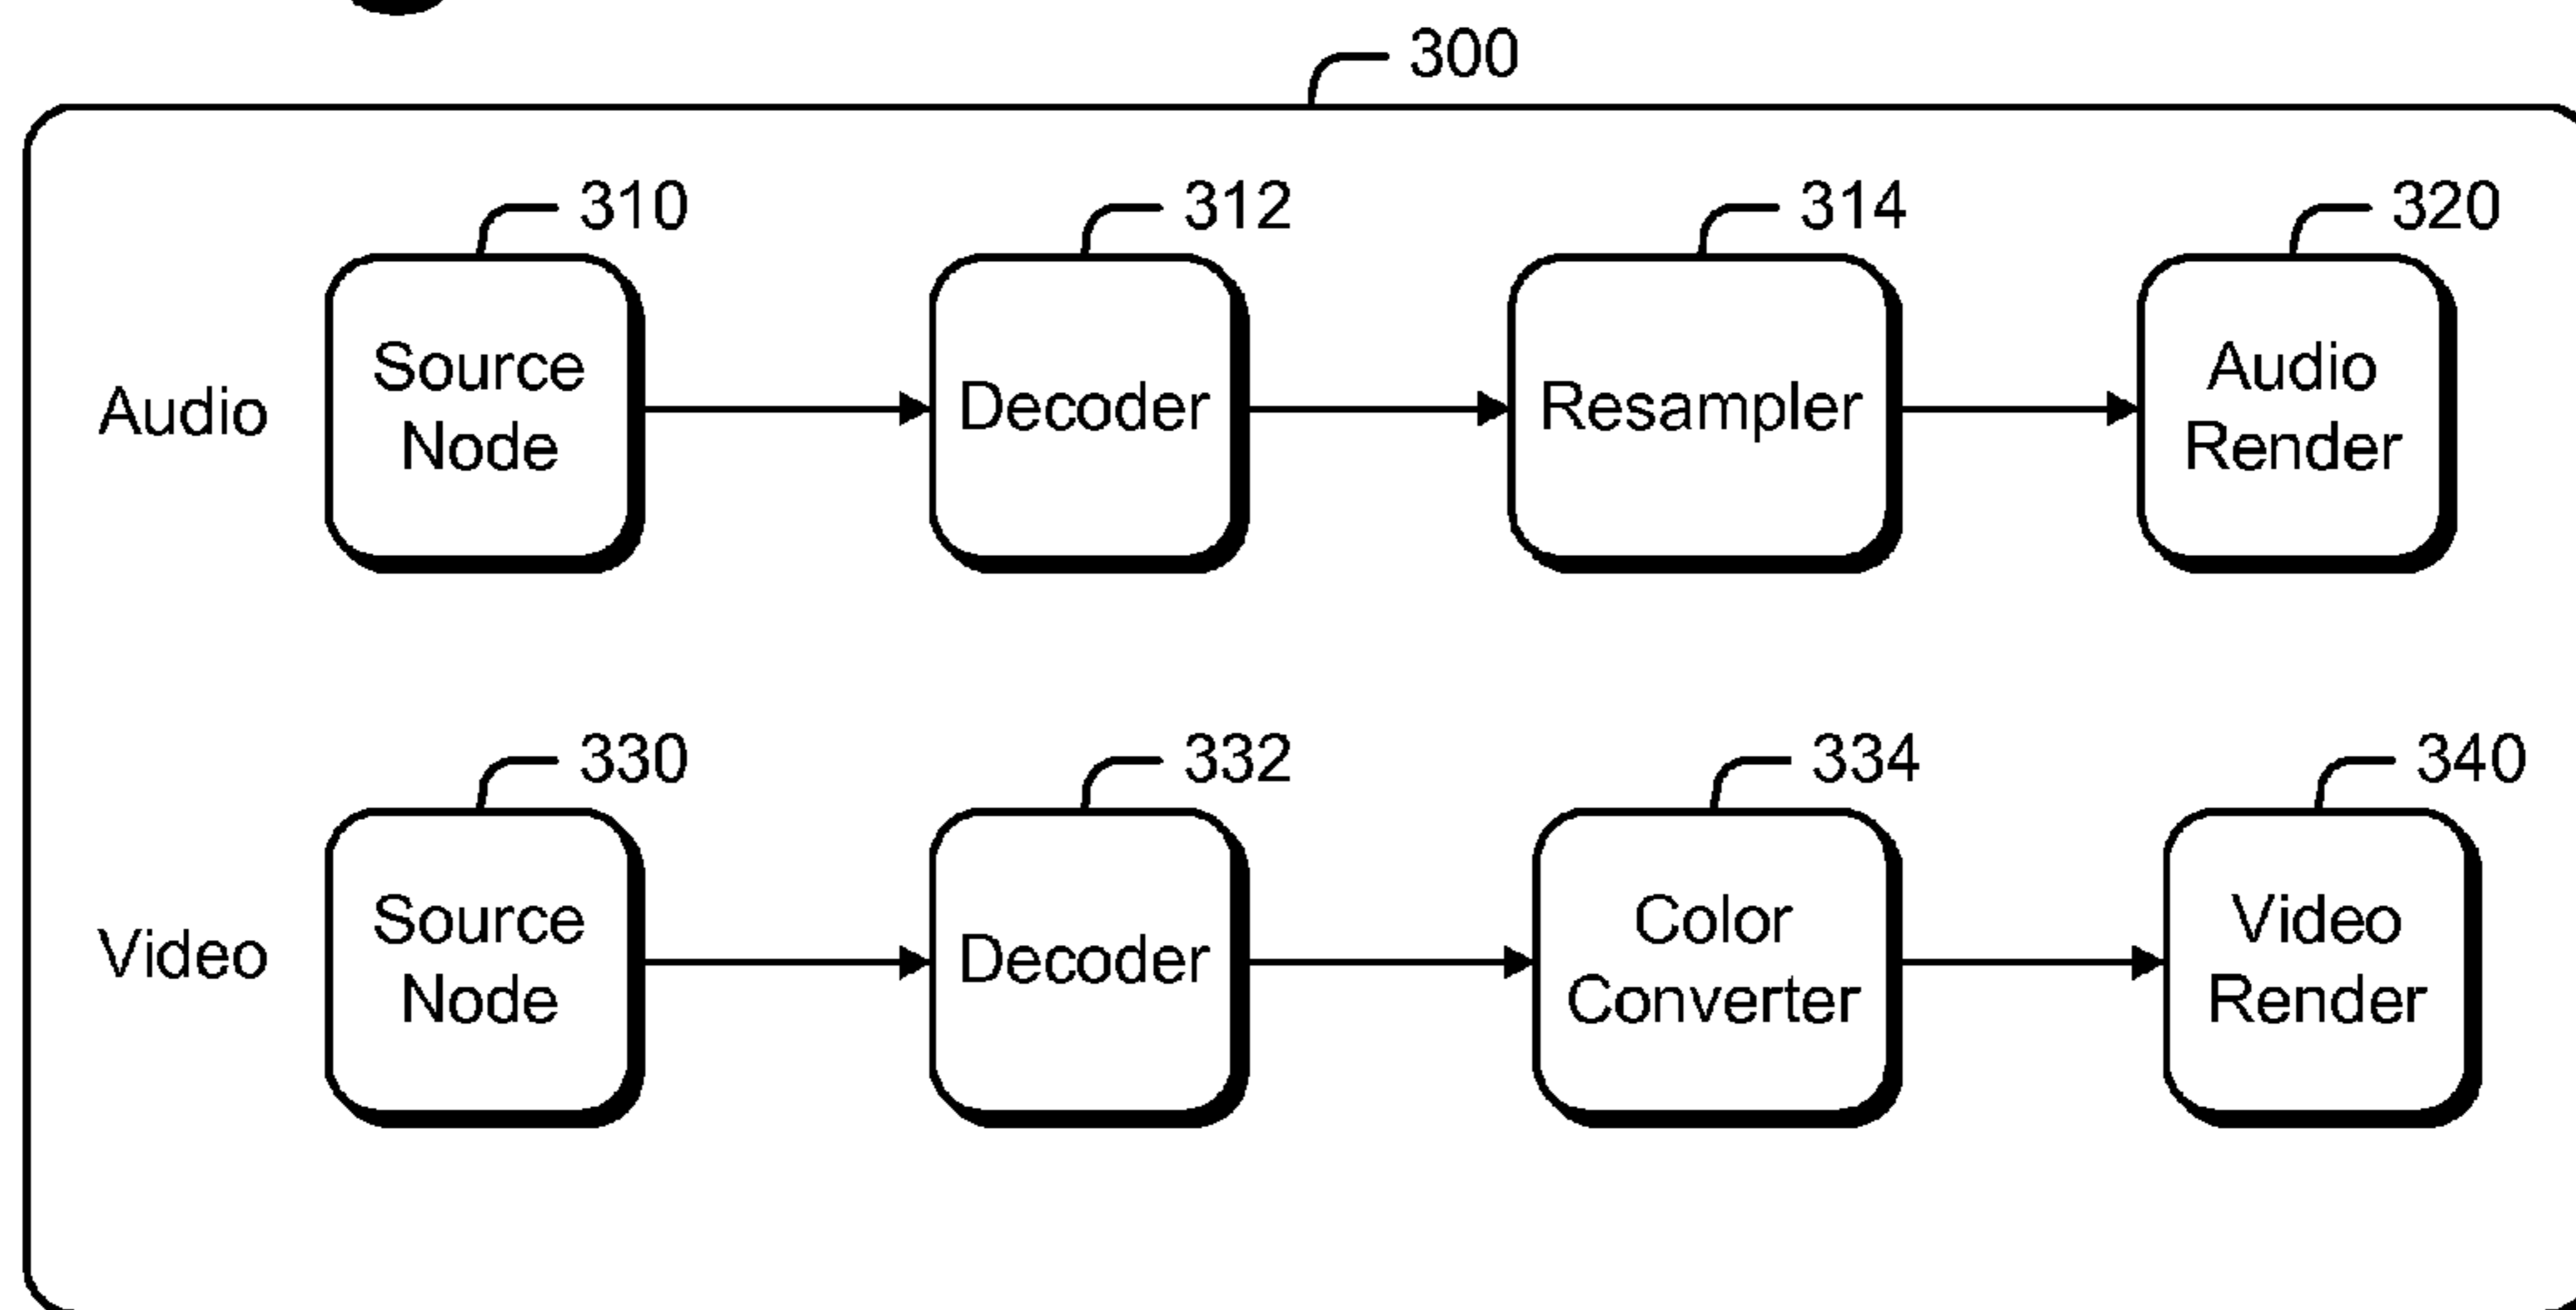 300
310
312
314
320
Audio
Source
Node
Decoder
Resampler
Audio
Render
330
332
334
340
Video
Source
Node
Decoder
Color
Converter
Video
Render